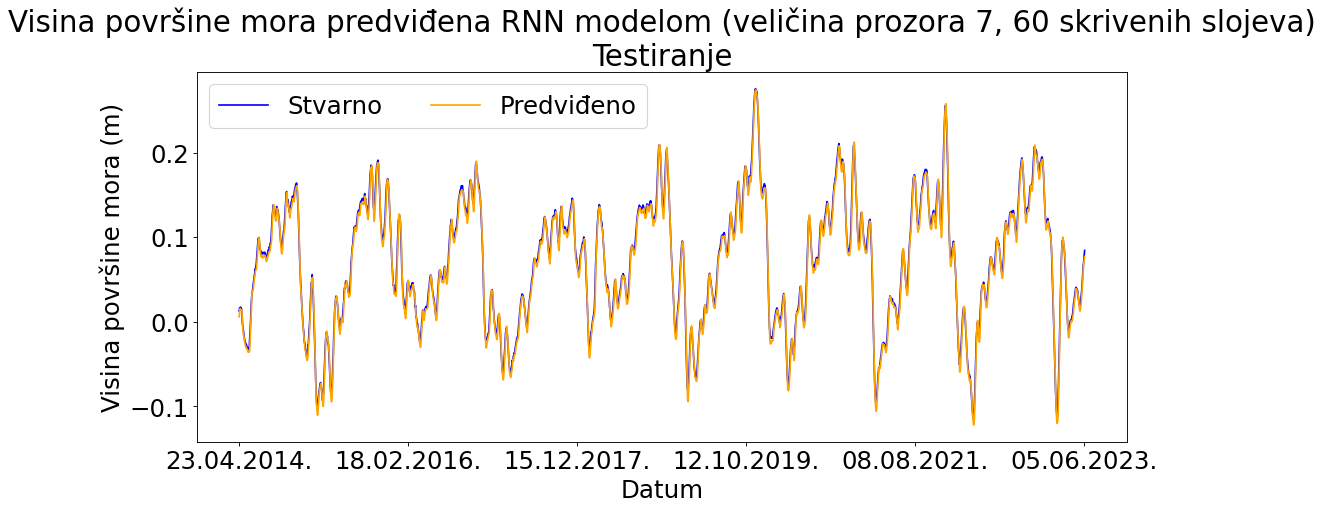 Visina površine mora predviđena RNN modelom (veličina prozora 7, 60 skrivenih slojeva)
Testiranje
Stvarno Predviđeno
Visina površine mora (m)
0.2
0.1
0.0
−0.1
23.04.2014. 18.02.2016. 15.12.2017. 12.10.2019. 08.08.2021. 05.06.2023.
Datum